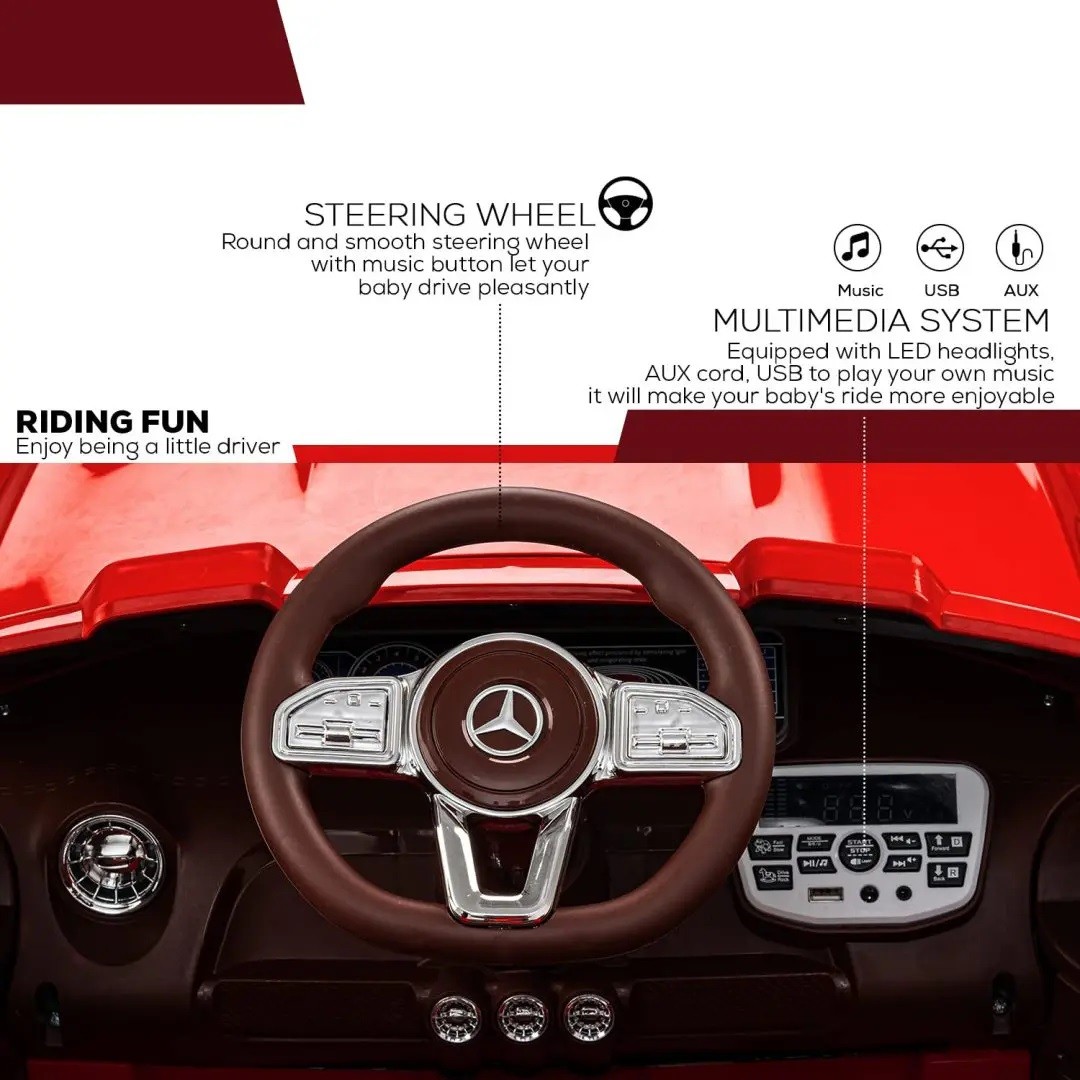 STEERING WHEEL
Round and smooth steering wheel
with music button let your
baby drive pleasantly
Music USB AUX
MULTIMEDIA SYSTEM
Equipped with LED headlights,
AUX cord, USB to play your own music
it will make your baby's ride more enjoyable
RIDING FUN
Enjoy being a little driver
MODE
START
STOP
Forward D
Back R